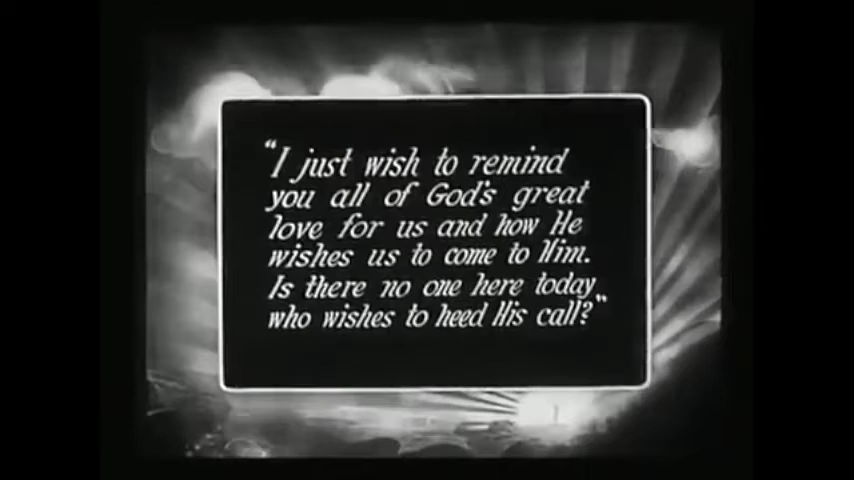 "I just wish to remind
you all of God's great
love for us and how He
wishes us to come to Him.
Is there no one here today
who wishes to heed His call?"